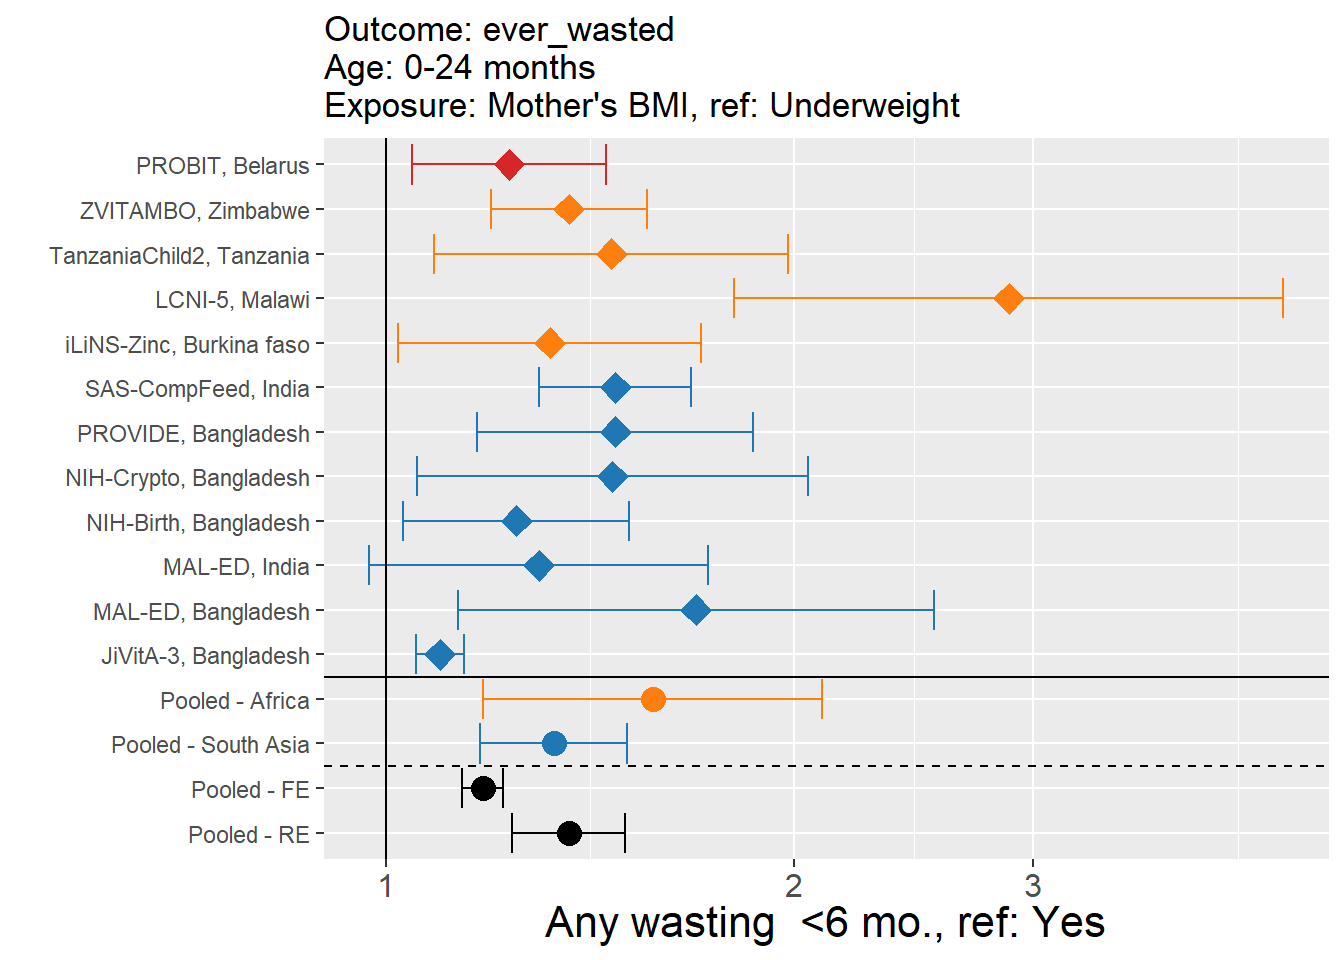 Outcome: ever_wasted
Age: 0-24 months
Exposure: Mother's BMI, ref: Underweight
PROBIT, Belarus
ZVITAMBO, Zimbabwe
TanzaniaChild2, Tanzania
LCNI-5, Malawi
iLiNS-Zinc, Burkina faso
SAS-CompFeed, India
PROVIDE, Bangladesh
NIH-Crypto, Bangladesh
NIH-Birth, Bangladesh
MAL-ED, India
MAL-ED, Bangladesh
JiVitA-3, Bangladesh
Pooled - Africa
Pooled - South Asia
Pooled - FE
Pooled - RE
1 2 3
Any wasting  <6 mo., ref: Yes